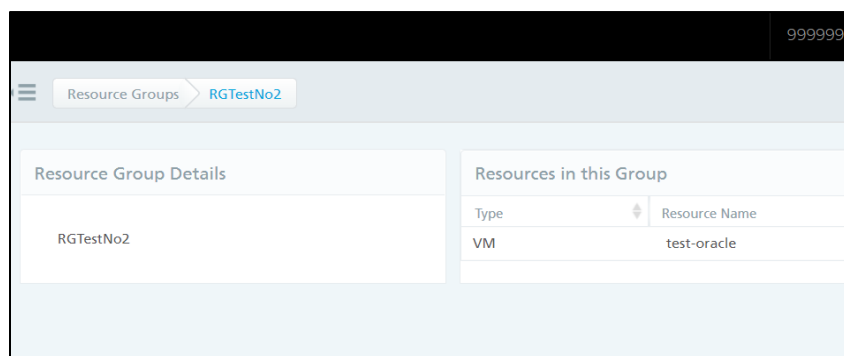 999999
Resource Groups RGTestNo2
Resource Group Details
RGTestNo2
Resources in this Group
Type Resource Name
VM test-oracle